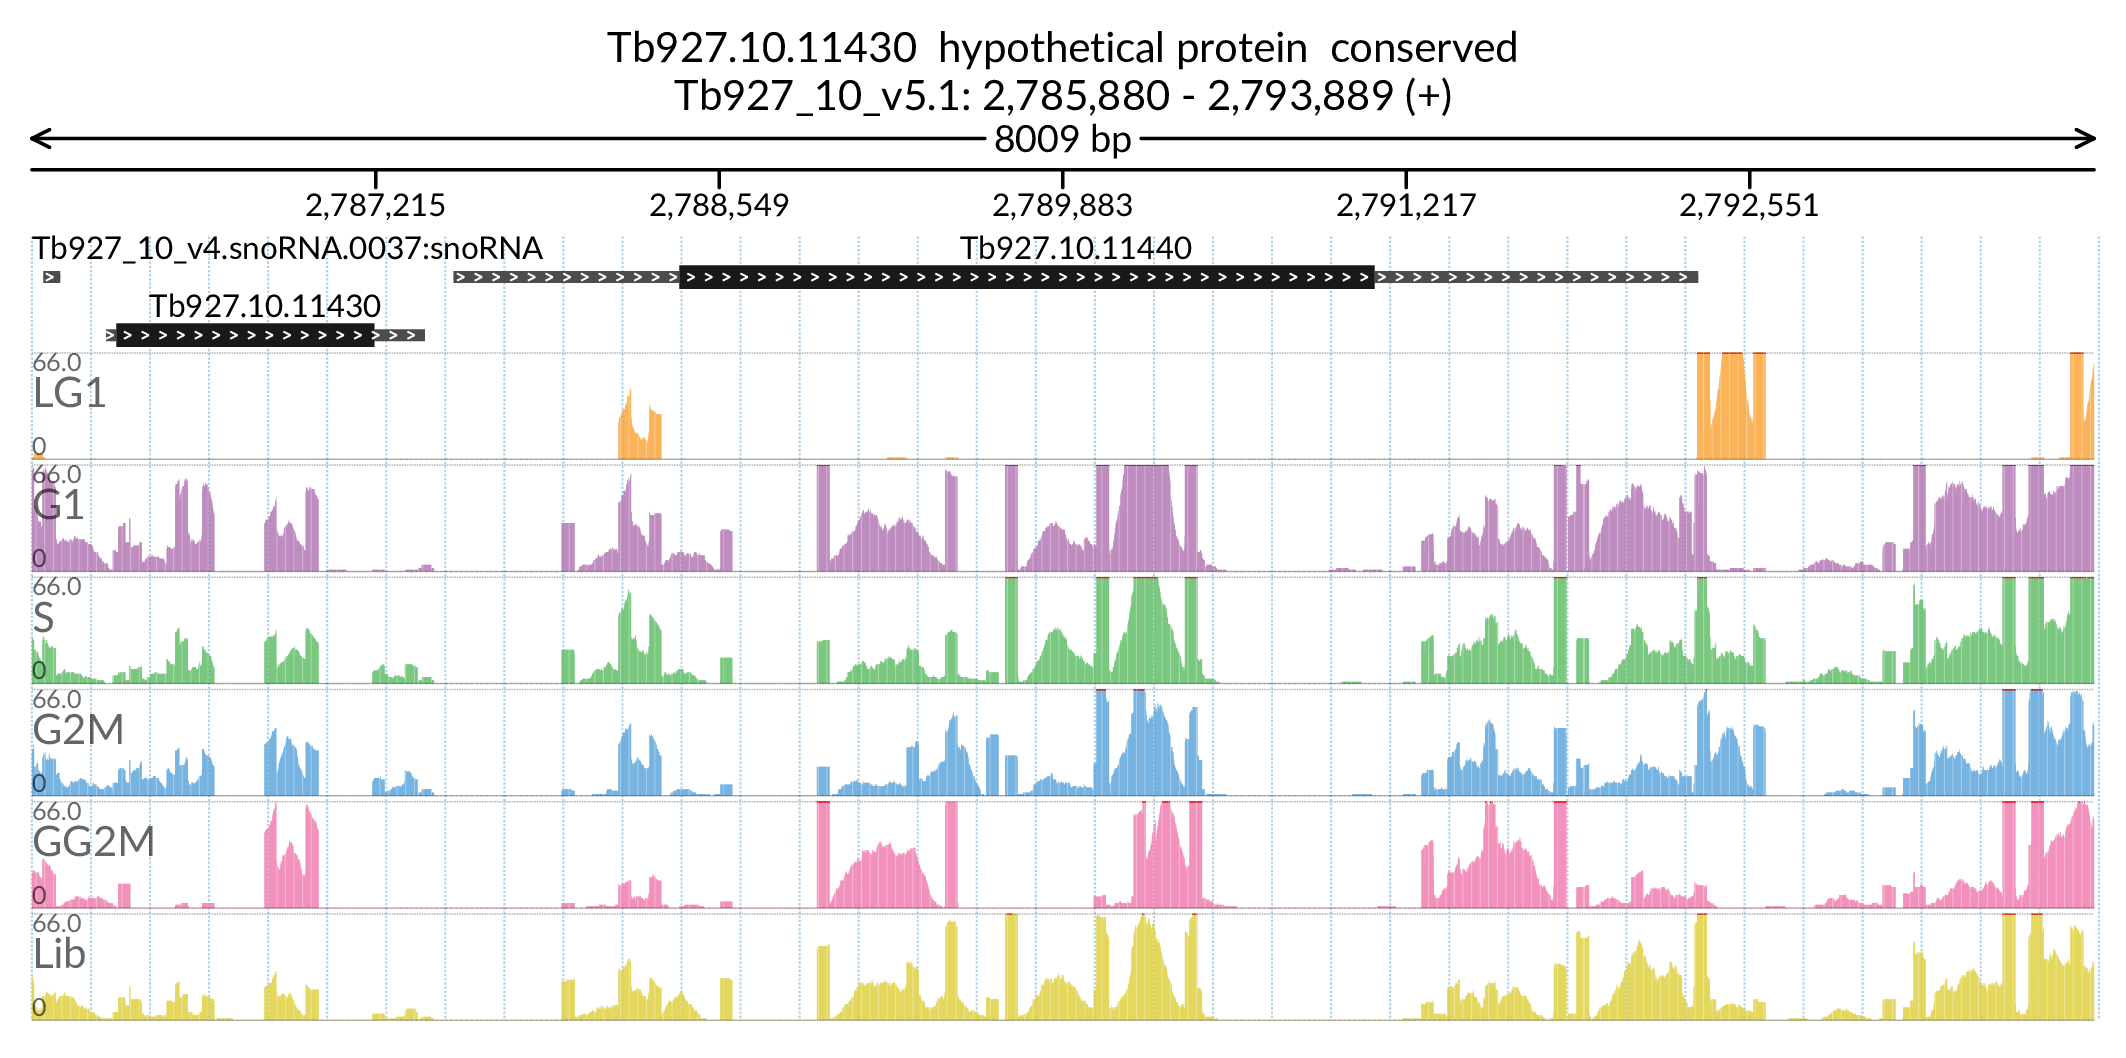 Tb927.10.11430  hypothetical protein  conserved
Tb927_10_v5.1: 2,785,880 - 2,793,889 (+)
8009 bp
2,787,215 2,788,549 2,789,883 2,791,217 2,792,551
Tb927_10_v4.snoRNA.0037:snoRNA Tb927.10.11440
Tb927.10.11430
66.0
LG1
0
66.0
G1
0
66.0
S
0
66.0
G2M
0
66.0
GG2M
0
66.0
Lib
0